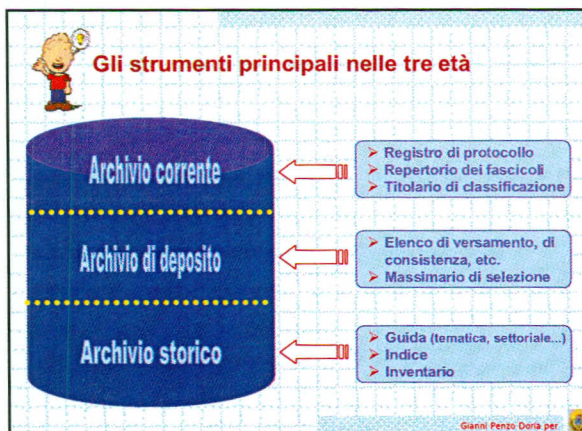 Gli strumenti principali nelle tre età
Archivio corrente
➤ Registro di protocollo
➤ Repertorio dei fascicoli
➤ Titolario di classificazione
Archivio di deposito
➤ Elenco di versamento, di
consistenza, etc.
➤ Massimario di selezione
Archivio storico
➤ Guida (tematica, settoriale...)
➤ Indice
➤ Inventario
Gianni Penzo Doria per